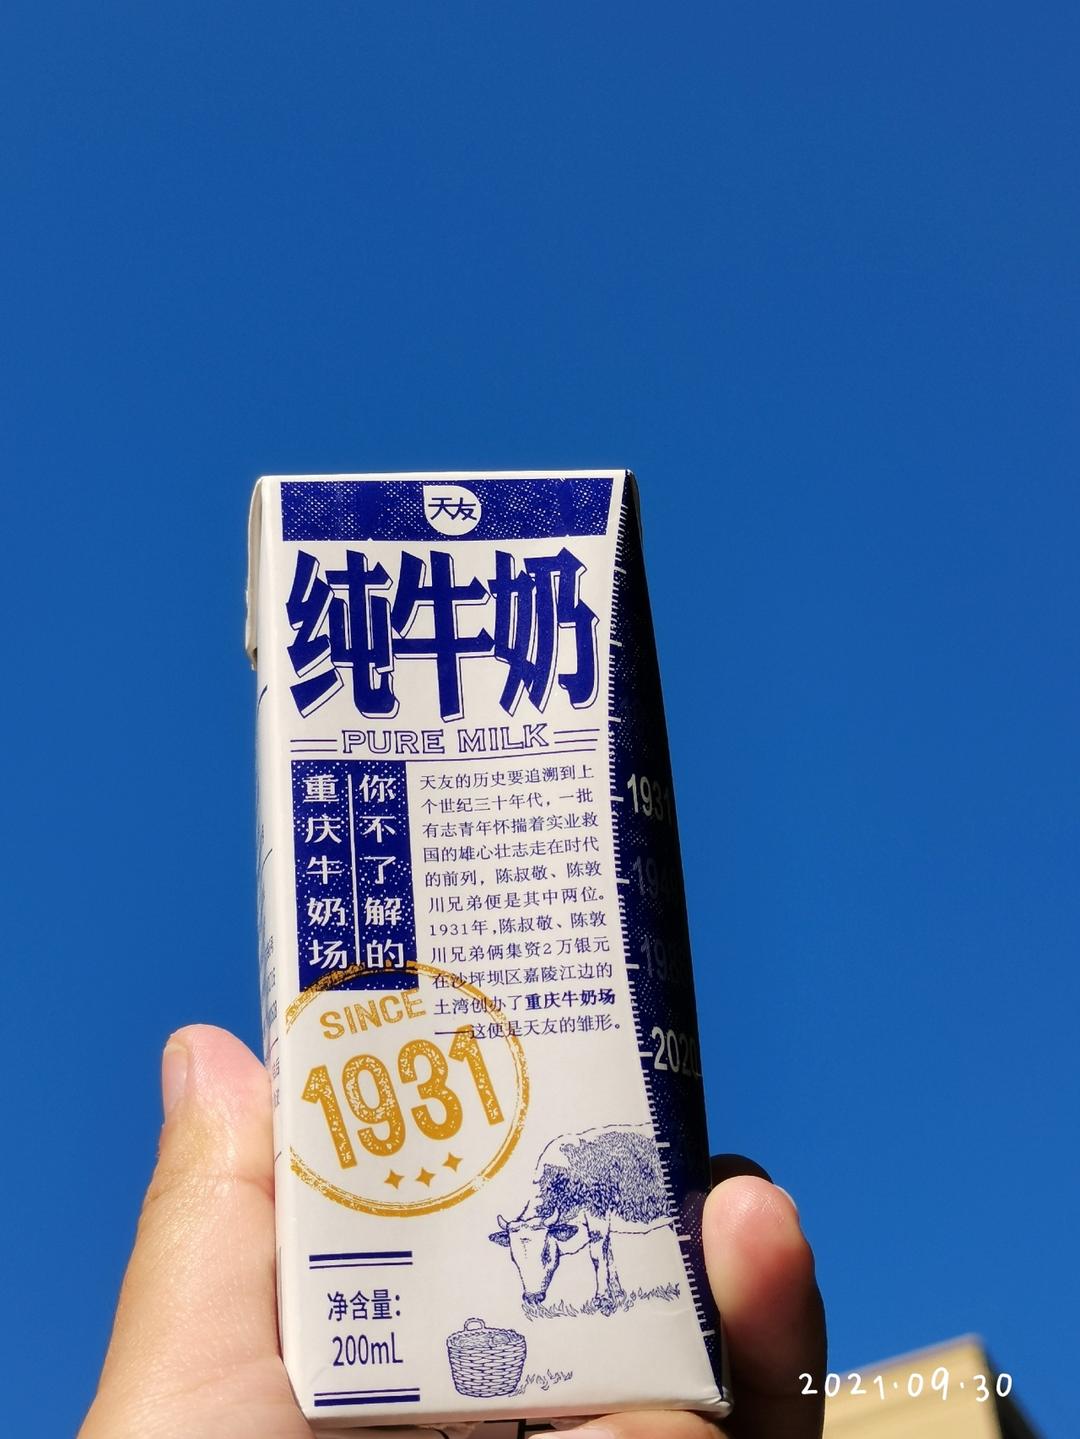 天友
纯牛奶
PURE MILK
你不了解的
重庆牛奶场
天友的历史要追溯到上
个世纪三十年代，一批
有志青年怀揣着实业救
国的雄心壮志走在时代
的前列，陈叔敬、陈敦
川兄弟便是其中两位。
1931年,陈叔敬、陈敦
川兄弟俩集资2万银元
在沙坪坝区嘉陵江边的
土湾创办了重庆牛奶场
——这便是天友的雏形。
SINCE
1931
净含量：
200mL
1931
2020
2021·09·30